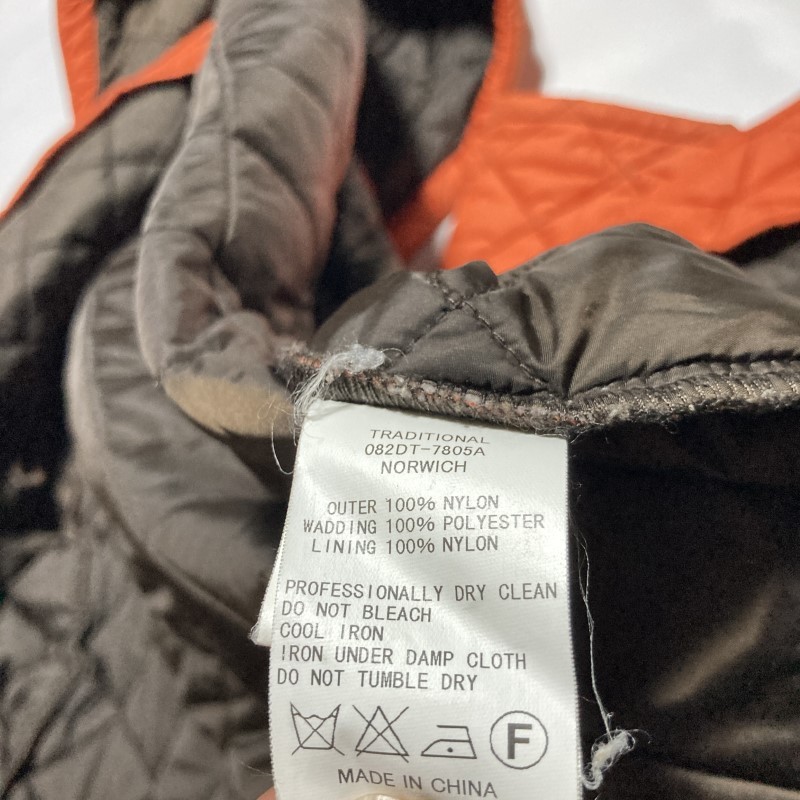 TRADITIONAL
082DT-7805A
NORWICH
OUTER 100% NYLON
WADDING 100% POLYESTER
LINING 100% NYLON
PROFESSIONALLY DRY CLEAN
DO NOT BLEACH
COOL IRON
IRON UNDER DAMP CLOTH
DO NOT TUMBLE DRY
F
MADE IN CHINA